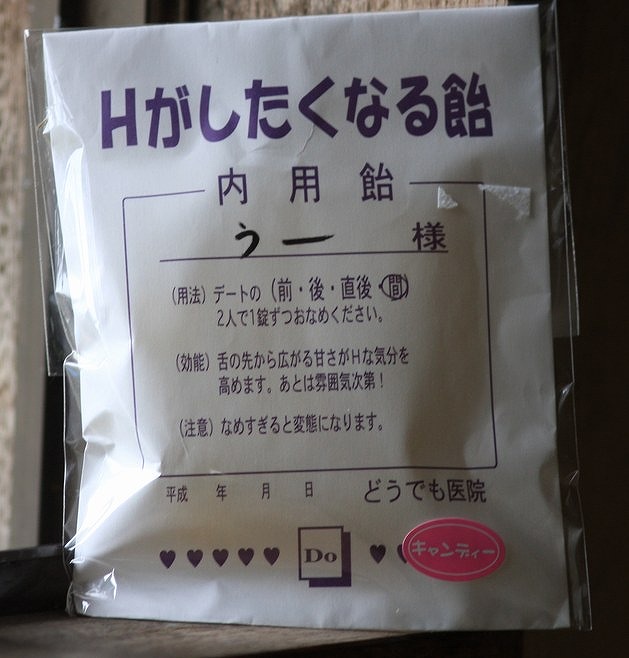 Hがしたくなる飴
内用飴
うー 様
(用法) デートの (前・後・直後・間)
2人で1錠ずつおなめください。
(効能) 舌の先から広がる甘さがHな気分を
高めます。あとは雰囲気次第!
(注意) なめすぎると変態になります。
平成 年 月 日 どうでも医院
♥♥♥♥♥ Do ♥♥
キャンディー